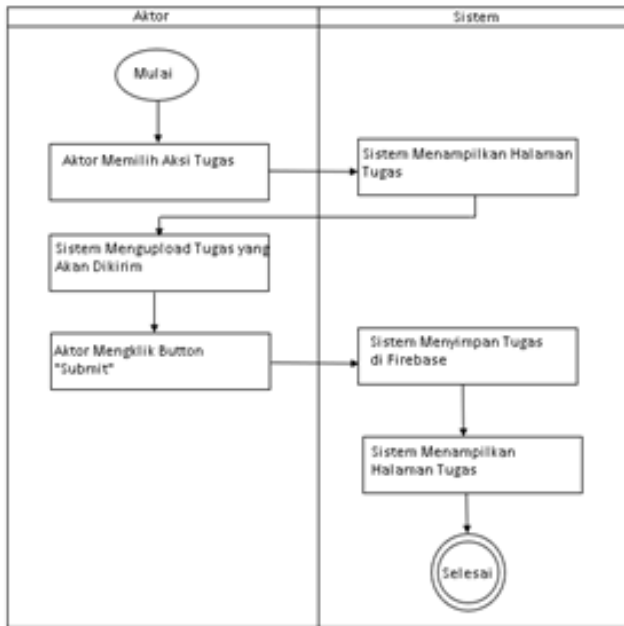 Aktor
Sistem
Mulai
Aktor Memilih Aksi Tugas
Sistem Menampilkan Halaman
Tugas
Sistem Mengupload Tugas yang
Akan Dikirim
Aktor Mengklik Button
"Submit"
Sistem Menyimpan Tugas
di Firebase
Sistem Menampilkan
Halaman Tugas
Selesai